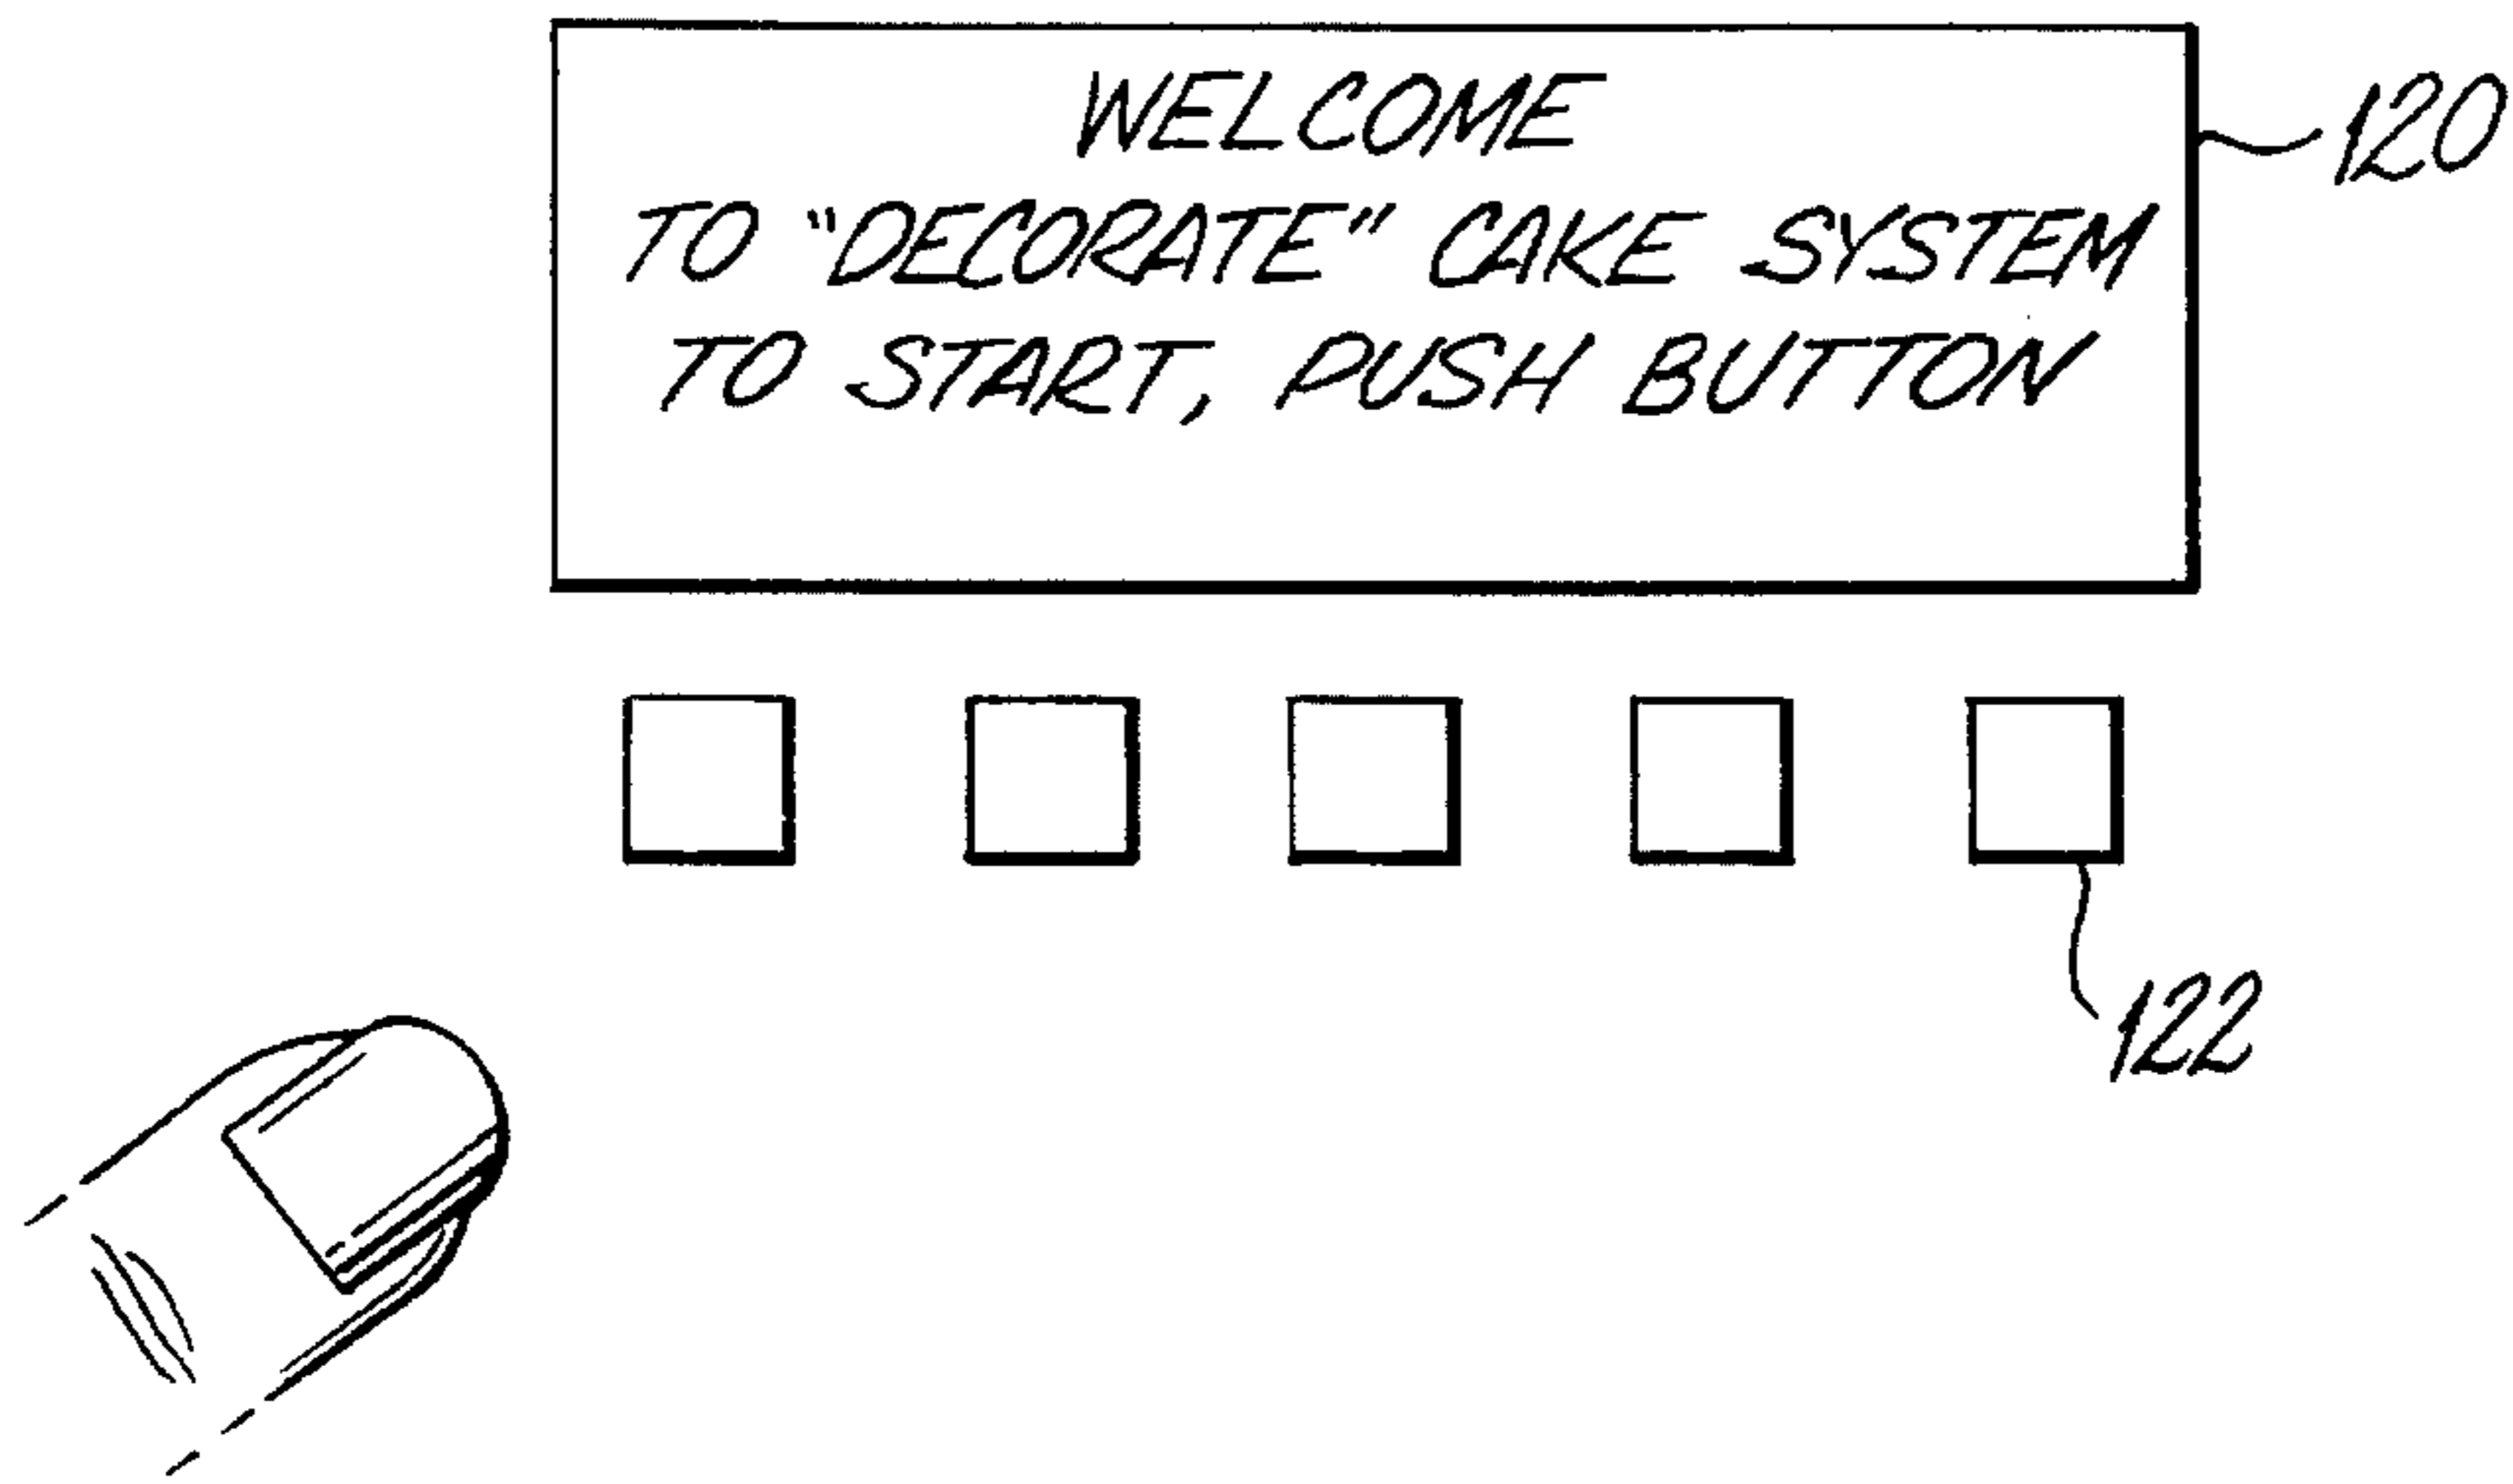 WELCOME
TO "DECORATE" CAKE SYSTEM
TO START, PUSH BUTTON
120
122